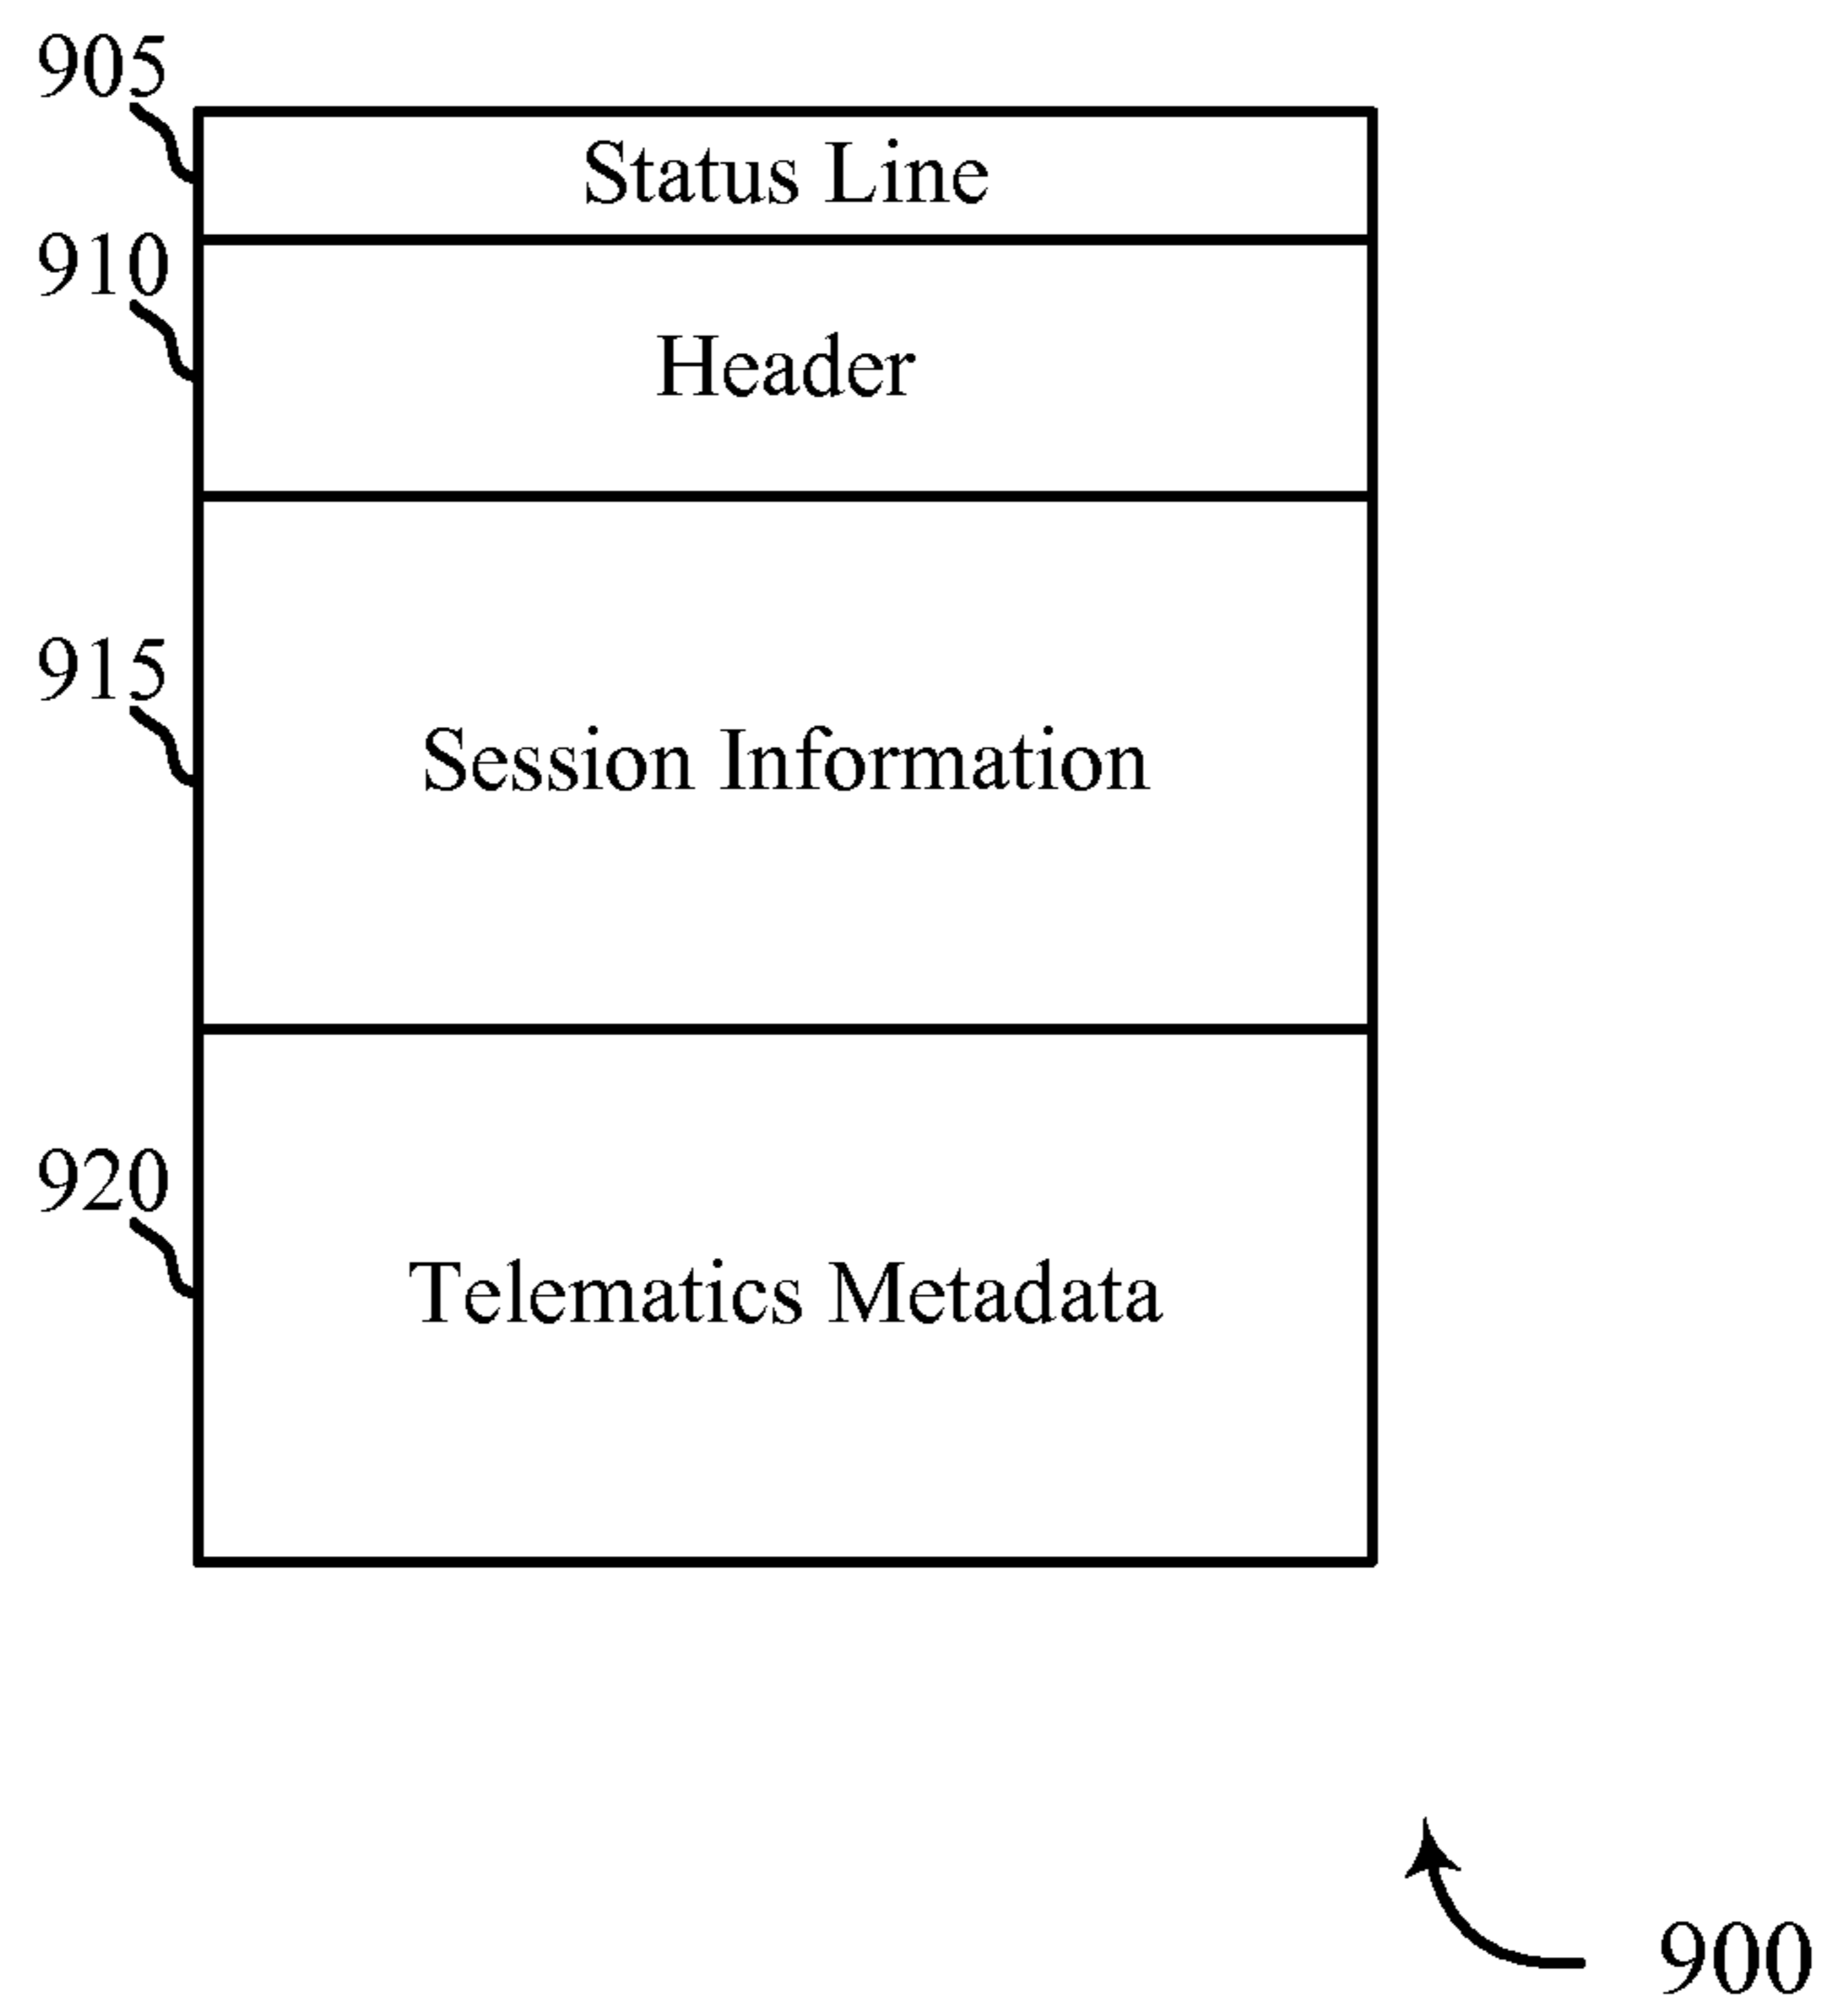 905
Status Line
910
Header
915
Session Information
920
Telematics Metadata
900